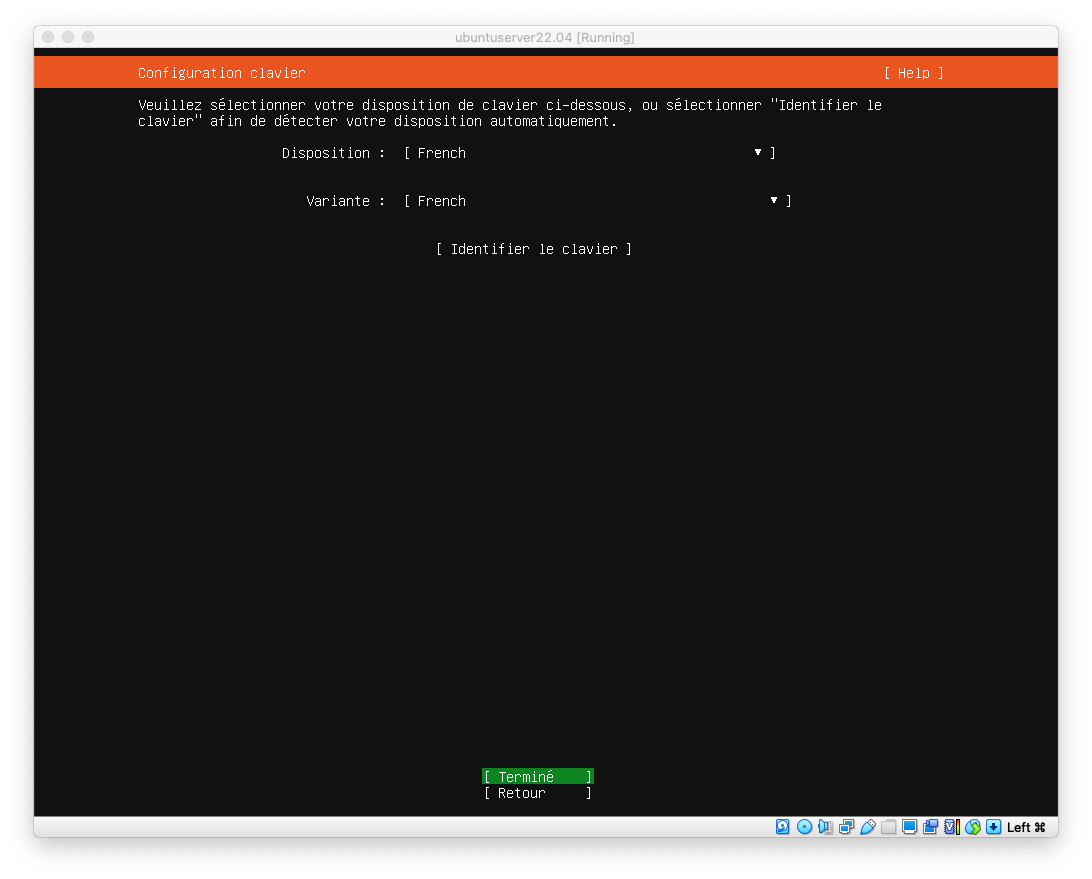 ubuntuserver22.04 [Running]
Configuration clavier [ Help ]
Veuillez sélectionner votre disposition de clavier ci-dessous, ou sélectionner "Identifier le
clavier" afin de détecter votre disposition automatiquement.
Disposition : [ French ▾ ]
Variante : [ French ▾ ]
[ Identifier le clavier ]
[ Terminé ]
[ Retour ]
Left ⌘